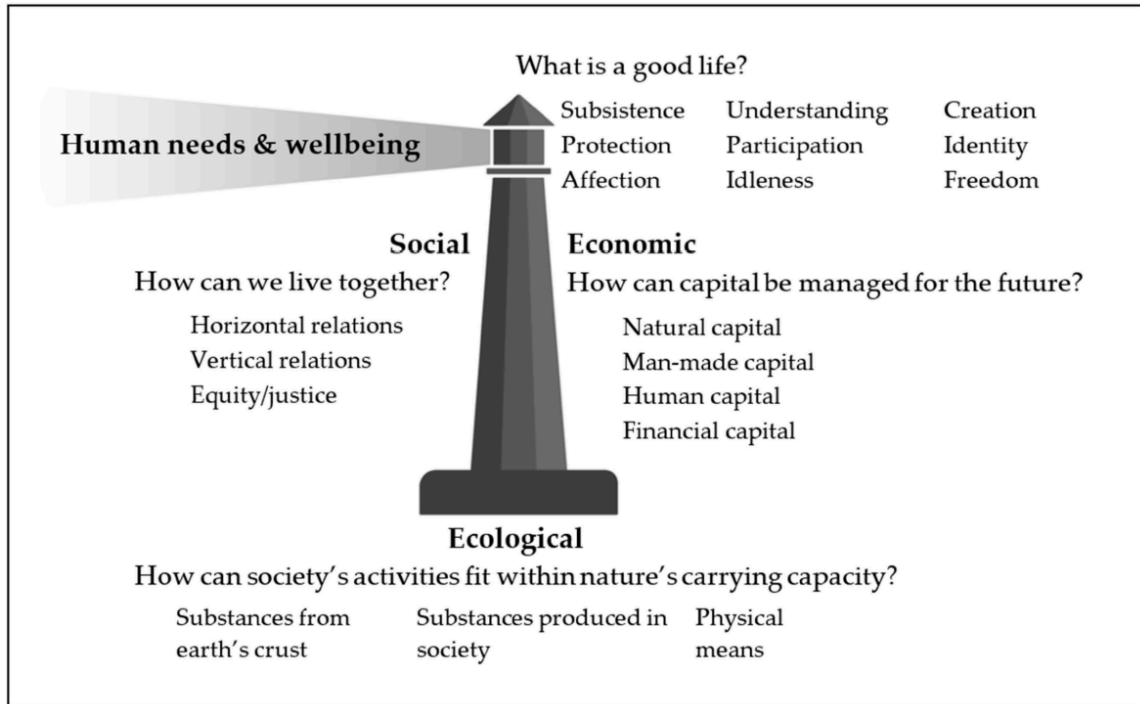 What is a good life?
Human needs & wellbeing
Subsistence Understanding Creation
Protection Participation Identity
Affection Idleness Freedom
Social
How can we live together?
Horizontal relations
Vertical relations
Equity/justice
Economic
How can capital be managed for the future?
Natural capital
Man-made capital
Human capital
Financial capital
Ecological
How can society's activities fit within nature's carrying capacity?
Substances from
earth's crust
Substances produced in
society
Physical
means